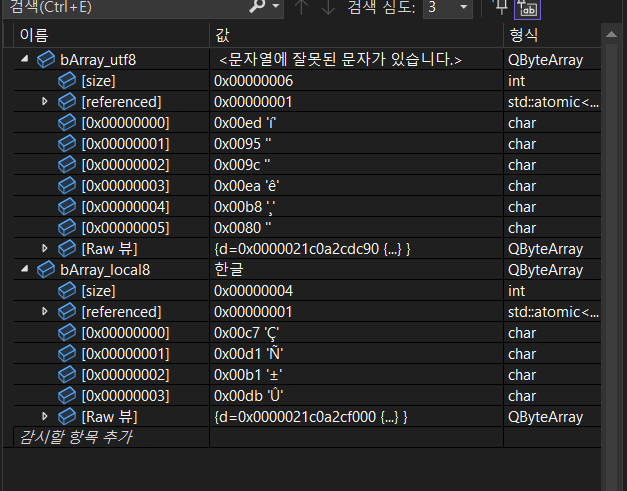 검색(Ctrl+E) 검색 심도: 3
이름 값 형식
bArray_utf8 <문자열에 잘못된 문자가 있습니다.> QByteArray
[size] 0x00000006 int
[referenced] 0x00000001 std::atomic<...
[0x00000000] 0x00ed 'í' char
[0x00000001] 0x0095 '' char
[0x00000002] 0x009c '' char
[0x00000003] 0x00ea 'ê' char
[0x00000004] 0x00b8 '¸' char
[0x00000005] 0x0080 '' char
[Raw 뷰] {d=0x0000021c0a2cdc90 {...} } QByteArray
bArray_local8 한글 QByteArray
[size] 0x00000004 int
[referenced] 0x00000001 std::atomic<...
[0x00000000] 0x00c7 'Ç' char
[0x00000001] 0x00d1 'Ñ' char
[0x00000002] 0x00b1 '±' char
[0x00000003] 0x00db 'Û' char
[Raw 뷰] {d=0x0000021c0a2cf000 {...} } QByteArray
감시할 항목 추가